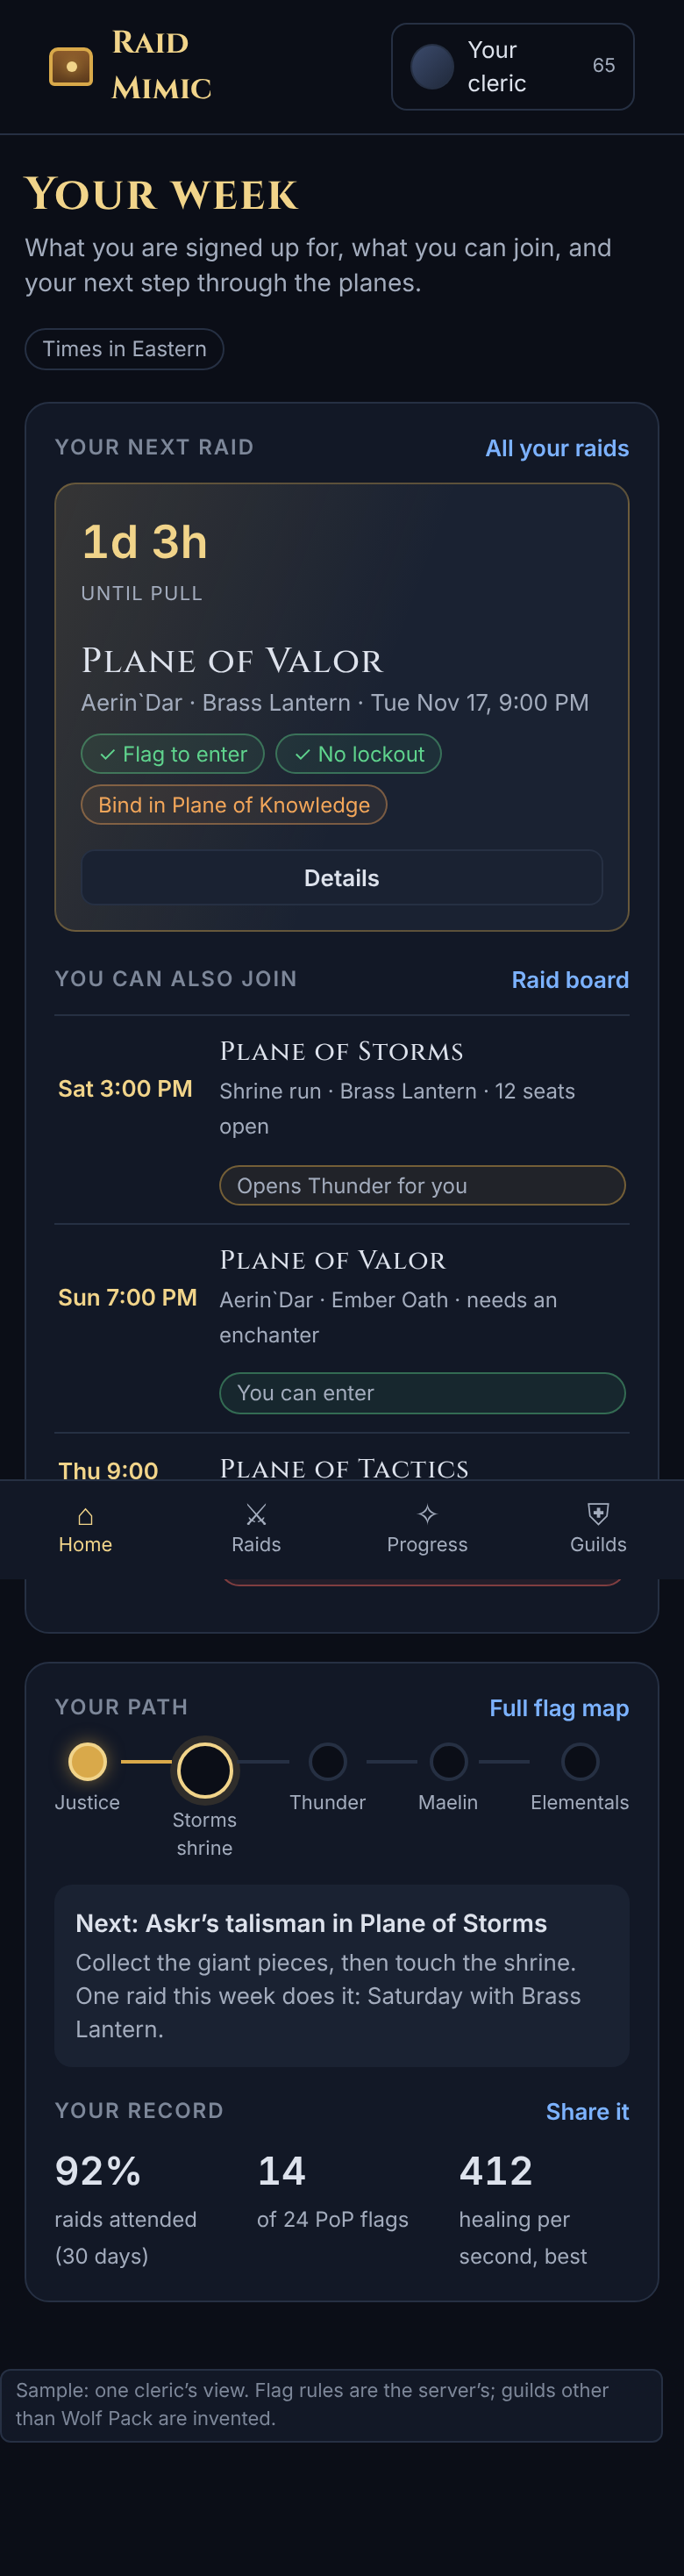 Raid
Mimic
Your
cleric
65
Your week
What you are signed up for, what you can join, and
your next step through the planes.
Times in Eastern
YOUR NEXT RAID
All your raids
1d 3h
UNTIL PULL
Plane of Valor
Aerin`Dar · Brass Lantern · Tue Nov 17, 9:00 PM
✓ Flag to enter
✓ No lockout
Bind in Plane of Knowledge
Details
YOU CAN ALSO JOIN
Raid board
Sat 3:00 PM
Plane of Storms
Shrine run · Brass Lantern · 12 seats
open
Opens Thunder for you
Sun 7:00 PM
Plane of Valor
Aerin`Dar · Ember Oath · needs an
enchanter
You can enter
Thu 9:00
Plane of Tactics
Home
Raids
Progress
Guilds
YOUR PATH
Full flag map
Justice
Storms
shrine
Thunder
Maelin
Elementals
Next: Askr’s talisman in Plane of Storms
Collect the giant pieces, then touch the shrine.
One raid this week does it: Saturday with Brass
Lantern.
YOUR RECORD
Share it
92%
raids attended
(30 days)
14
of 24 PoP flags
412
healing per
second, best
Sample: one cleric’s view. Flag rules are the server’s; guilds other
than Wolf Pack are invented.